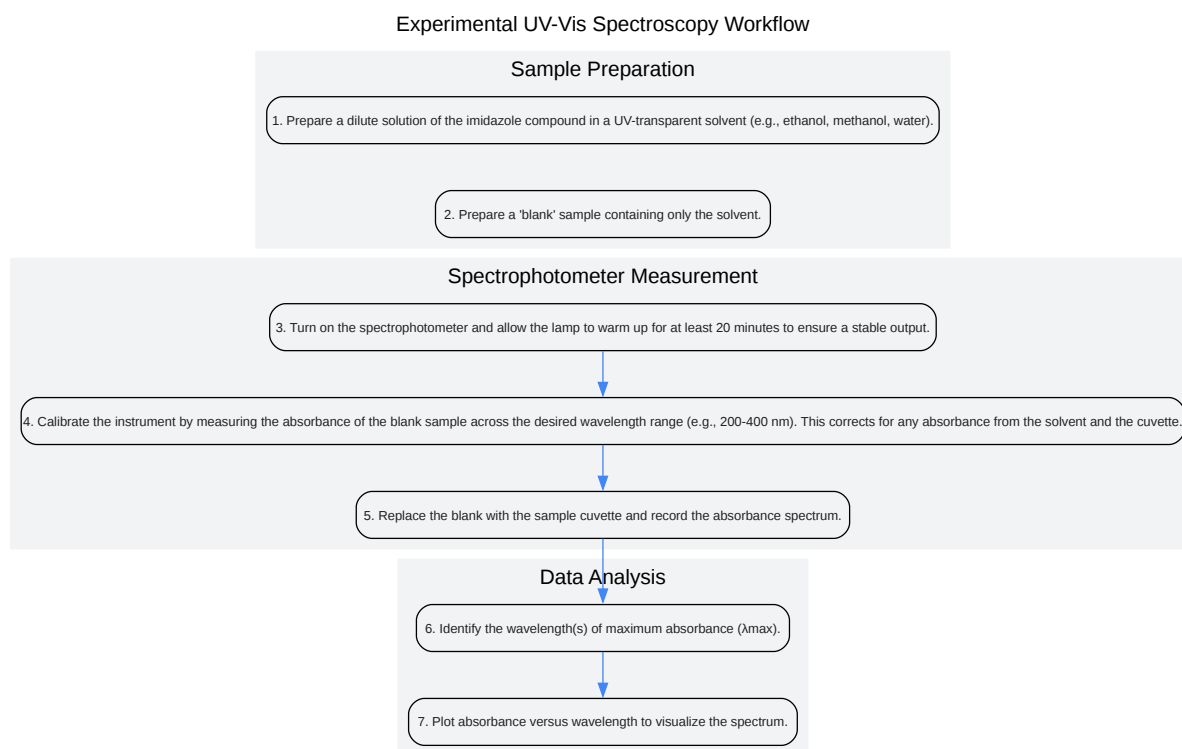 Experimental UV-Vis Spectroscopy Workflow
Sample Preparation
1. Prepare a dilute solution of the imidazole compound in a UV-transparent solvent (e.g., ethanol, methanol, water).
2. Prepare a 'blank' sample containing only the solvent.
Spectrophotometer Measurement
3. Turn on the spectrophotometer and allow the lamp to warm up for at least 20 minutes to ensure a stable output.
4. Calibrate the instrument by measuring the absorbance of the blank sample across the desired wavelength range (e.g., 200-400 nm). This corrects for any absorbance from the solvent and the cuvette.
5. Replace the blank with the sample cuvette and record the absorbance spectrum.
Data Analysis
6. Identify the wavelength(s) of maximum absorbance (λmax).
7. Plot absorbance versus wavelength to visualize the spectrum.